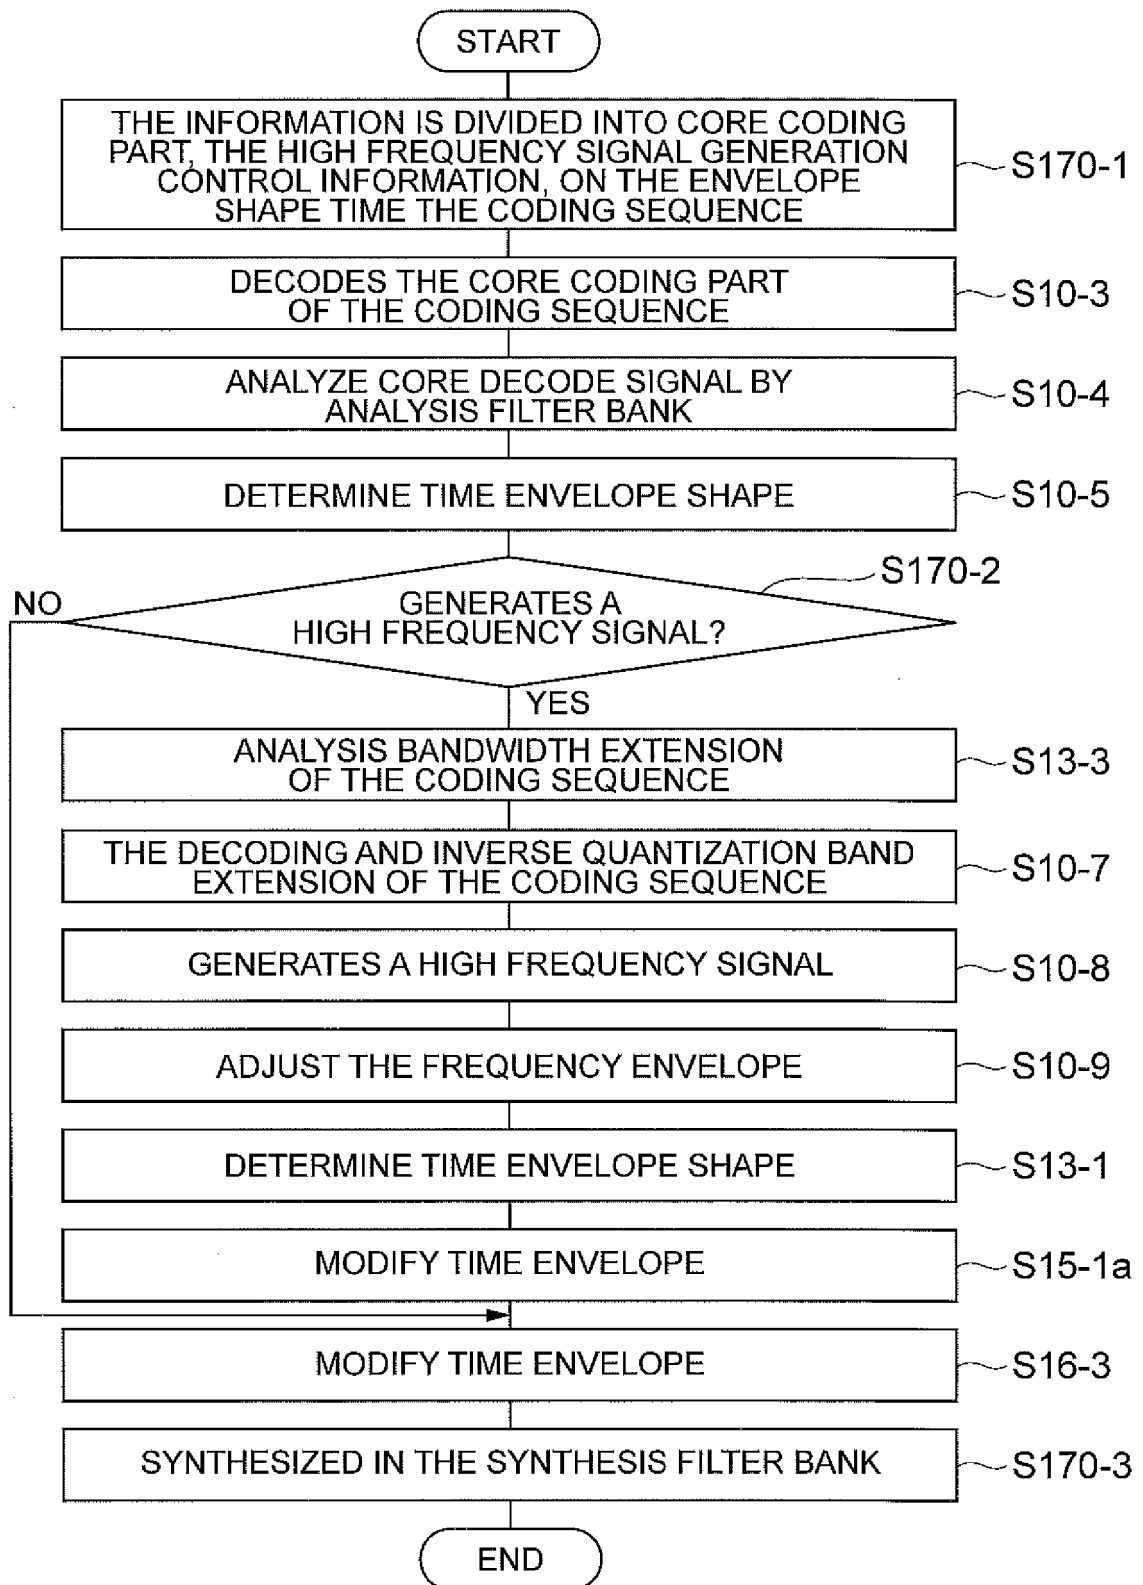 START
THE INFORMATION IS DIVIDED INTO CORE CODING
PART, THE HIGH FREQUENCY SIGNAL GENERATION
CONTROL INFORMATION, ON THE ENVELOPE
SHAPE TIME THE CODING SEQUENCE
S170-1
DECODES THE CORE CODING PART
OF THE CODING SEQUENCE
S10-3
ANALYZE CORE DECODE SIGNAL BY
ANALYSIS FILTER BANK
S10-4
DETERMINE TIME ENVELOPE SHAPE
S10-5
S170-2
NO
GENERATES A
HIGH FREQUENCY SIGNAL?
YES
ANALYSIS BANDWIDTH EXTENSION
OF THE CODING SEQUENCE
S13-3
THE DECODING AND INVERSE QUANTIZATION BAND
EXTENSION OF THE CODING SEQUENCE
S10-7
GENERATES A HIGH FREQUENCY SIGNAL
S10-8
ADJUST THE FREQUENCY ENVELOPE
S10-9
DETERMINE TIME ENVELOPE SHAPE
S13-1
MODIFY TIME ENVELOPE
S15-1a
MODIFY TIME ENVELOPE
S16-3
SYNTHESIZED IN THE SYNTHESIS FILTER BANK
S170-3
END